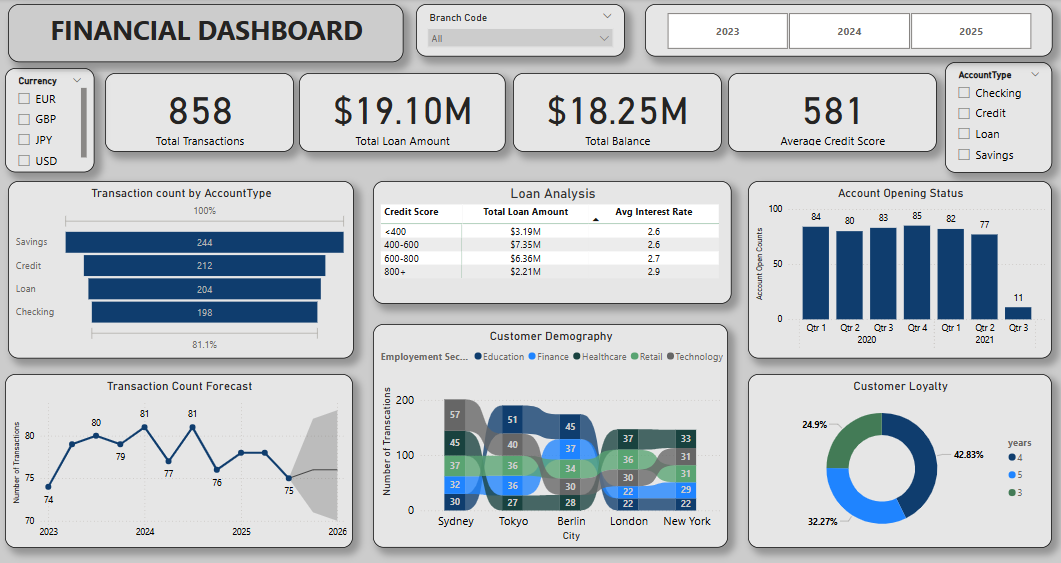 FINANCIAL DASHBOARD
Branch Code
All
2023 2024 2025
Currency
EUR
GBP
JPY
USD
858
Total Transactions
$19.10M
Total Loan Amount
$18.25M
Total Balance
581
Average Credit Score
AccountType
Checking
Credit
Loan
Savings
Transaction count by AccountType
100%
Savings 244
Credit 212
Loan 204
Checking 198
81.1%
Loan Analysis
Credit Score Total Loan Amount Avg Interest Rate
<400 $3.19M 2.6
400-600 $7.35M 2.6
600-800 $6.36M 2.7
800+ $2.21M 2.9
Account Opening Status
Account Open Counts
100
50
0
84 80 83 85 82 77 11
Qtr 1 Qtr 2 Qtr 3 Qtr 4 Qtr 1 Qtr 2 Qtr 3
2020 2021
Transaction Count Forecast
Number of Transactions
80
75
70
74 80 79 81 77 81 76 75
2023 2024 2025 2026
Customer Demography
Employement Sec... Education Finance Healthcare Retail Technology
Number of Transcations
200
100
0
57 45 37 32 30
51 40 36 36 27
45 37 34 30 28
37 36 30 22 22
33 31 31 29 22
Sydney Tokyo Berlin London New York
City
Customer Loyalty
24.9%
42.83%
32.27%
years
4
5
3